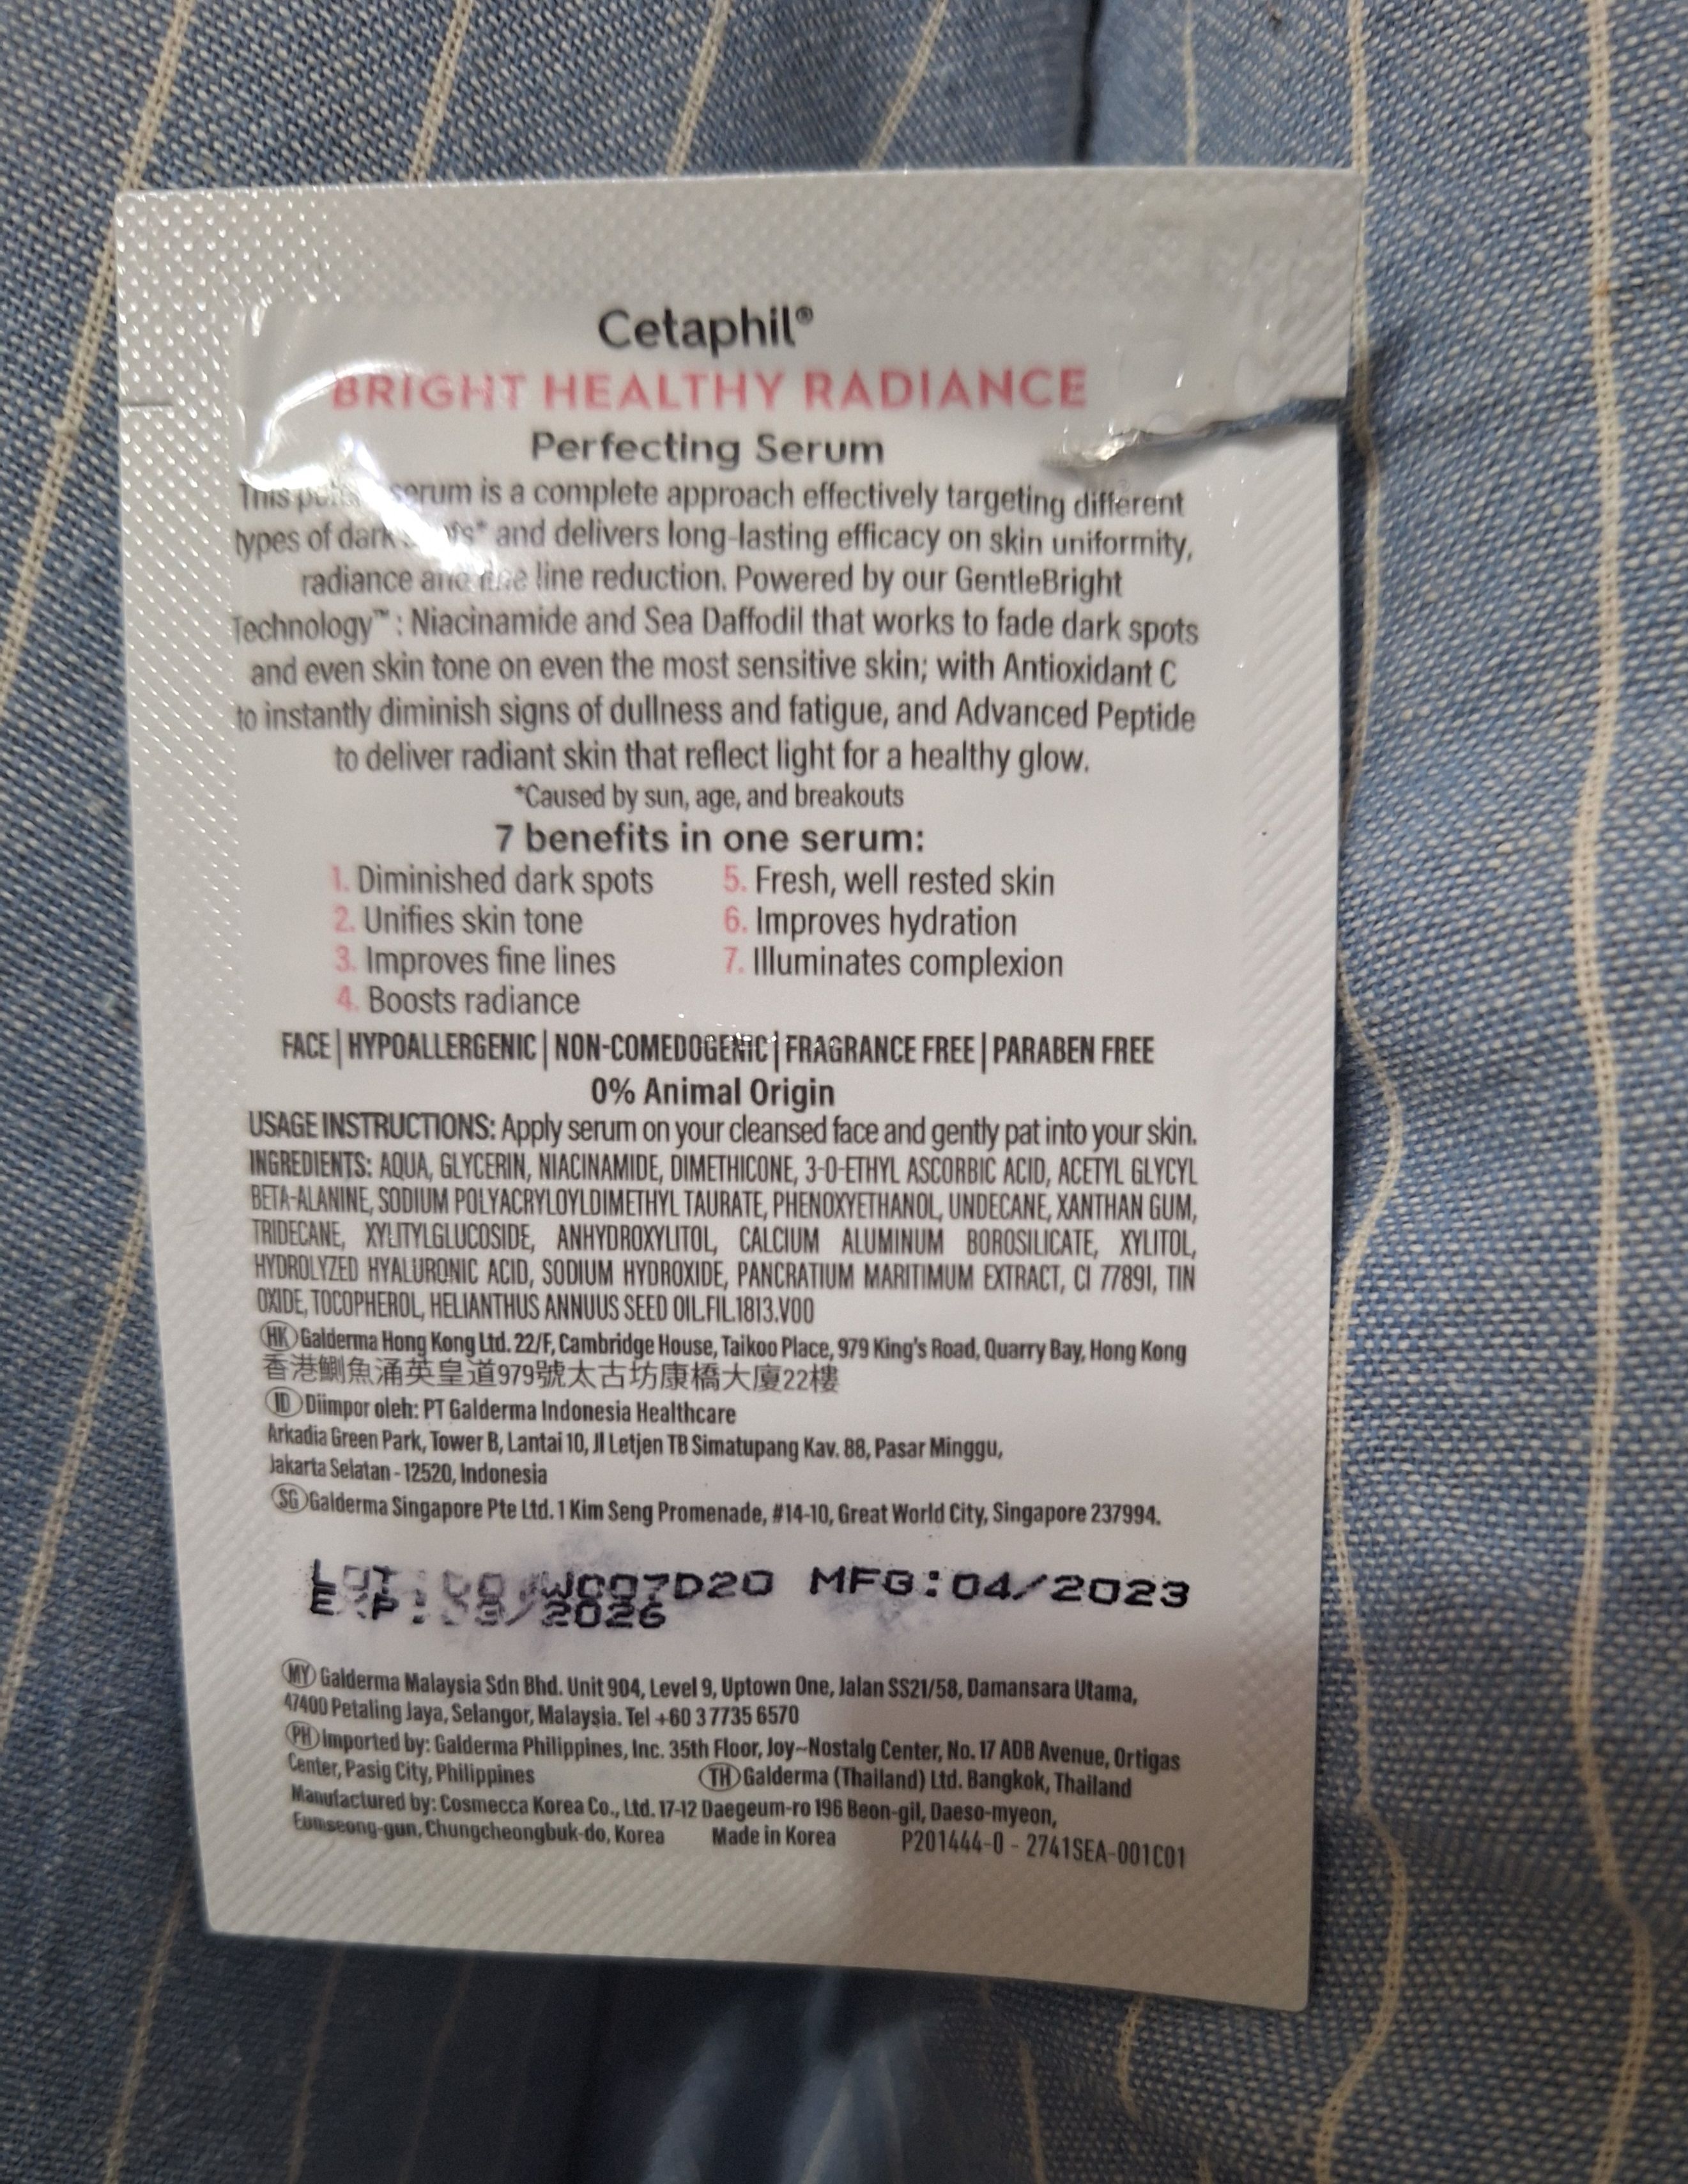 Cetaphil®
BRIGHT HEALTHY RADIANCE
Perfecting Serum
This serum is a complete approach effectively targeting different
types of dark and delivers long-lasting efficacy on skin uniformity,
radiance and fine line reduction. Powered by our GentleBright
Technology™ : Niacinamide and Sea Daffodil that works to fade dark spots
and even skin tone on even the most sensitive skin; with Antioxidant C
to instantly diminish signs of dullness and fatigue, and Advanced Peptide
to deliver radiant skin that reflect light for a healthy glow.
*Caused by sun, age, and breakouts
7 benefits in one serum:
1. Diminished dark spots
2. Unifies skin tone
3. Improves fine lines
4. Boosts radiance
5. Fresh, well rested skin
6. Improves hydration
7. Illuminates complexion
FACE | HYPOALLERGENIC | NON-COMEDOGENIC | FRAGRANCE FREE | PARABEN FREE
0% Animal Origin
USAGE INSTRUCTIONS: Apply serum on your cleansed face and gently pat into your skin.
INGREDIENTS: AQUA, GLYCERIN, NIACINAMIDE, DIMETHICONE, 3-O-ETHYL ASCORBIC ACID, ACETYL GLYCYL
BETA-ALANINE, SODIUM POLYACRYLOYLDIMETHYL TAURATE, PHENOXYETHANOL, UNDECANE, XANTHAN GUM,
TRIDECANE, XYLITYLGLUCOSIDE, ANHYDROXYLITOL, CALCIUM ALUMINUM BOROSILICATE, XYLITOL,
HYDROLYZED HYALURONIC ACID, SODIUM HYDROXIDE, PANCRATIUM MARITIMUM EXTRACT, CI 77891, TIN
OXIDE, TOCOPHEROL, HELIANTHUS ANNUUS SEED OIL.FIL.1813.V00
HK Galderma Hong Kong Ltd. 22/F, Cambridge House, Taikoo Place, 979 King's Road, Quarry Bay, Hong Kong
香港鰂魚涌英皇道979號太古坊康橋大廈22樓
ID Diimpor oleh: PT Galderma Indonesia Healthcare
Arkadia Green Park, Tower B, Lantai 10, Jl Letjen TB Simatupang Kav. 88, Pasar Minggu,
Jakarta Selatan - 12520, Indonesia
SG Galderma Singapore Pte Ltd. 1 Kim Seng Promenade, #14-10, Great World City, Singapore 237994.
LOT: MFG:04/2023
EXP:
MY Galderma Malaysia Sdn Bhd. Unit 904, Level 9, Uptown One, Jalan SS21/58, Damansara Utama,
47400 Petaling Jaya, Selangor, Malaysia. Tel +60 3 7735 6570
PH Imported by: Galderma Philippines, Inc. 35th Floor, Joy~Nostalg Center, No. 17 ADB Avenue, Ortigas
Center, Pasig City, Philippines TH Galderma (Thailand) Ltd. Bangkok, Thailand
Manufactured by: Cosmecca Korea Co., Ltd. 17-12 Daegeum-ro 196 Beon-gil, Daeso-myeon,
Eumseong-gun, Chungcheongbuk-do, Korea Made in Korea P201444-0 - 2741SEA-001C01